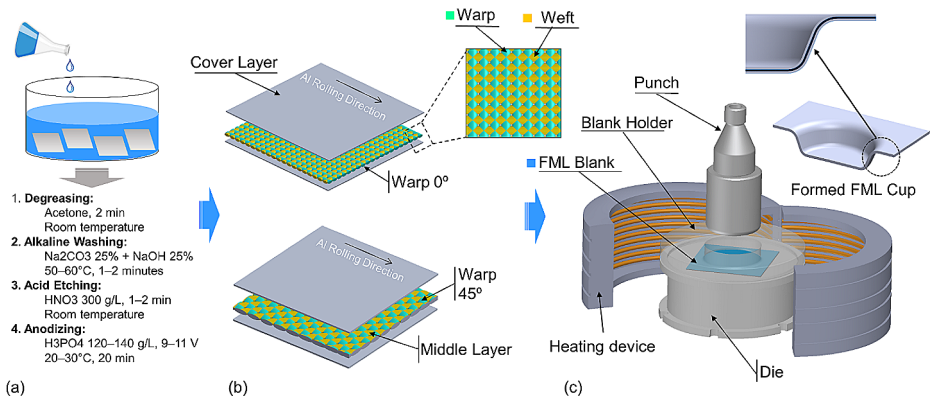 1. Degreasing:
Acetone, 2 min
Room temperature
2. Alkaline Washing:
Na2CO3 25% + NaOH 25%
50–60°C, 1–2 minutes
3. Acid Etching:
HNO3 300 g/L, 1–2 min
Room temperature
4. Anodizing:
H3PO4 120–140 g/L, 9–11 V
20–30°C, 20 min
(a)
Warp
Weft
Cover Layer
Al Rolling Direction
Warp 0º
Al Rolling Direction
Warp
45º
Middle Layer
(b)
Punch
Blank Holder
FML Blank
Formed FML Cup
Heating device
Die
(c)